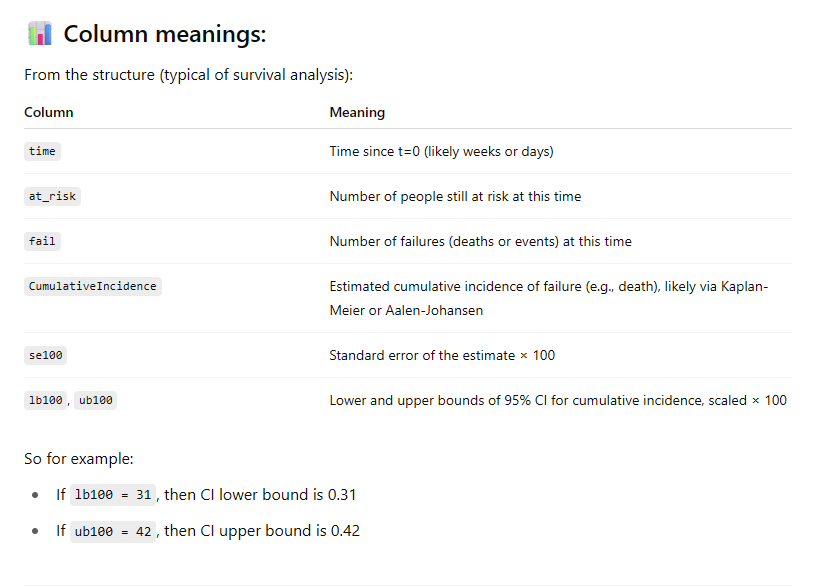 Column meanings:
From the structure (typical of survival analysis):
Column Meaning
time Time since t=0 (likely weeks or days)
at_risk Number of people still at risk at this time
fail Number of failures (deaths or events) at this time
CumulativeIncidence Estimated cumulative incidence of failure (e.g., death), likely via Kaplan-
Meier or Aalen-Johansen
se100 Standard error of the estimate × 100
lb100, ub100 Lower and upper bounds of 95% CI for cumulative incidence, scaled × 100
So for example:
• If lb100 = 31, then CI lower bound is 0.31
• If ub100 = 42, then CI upper bound is 0.42